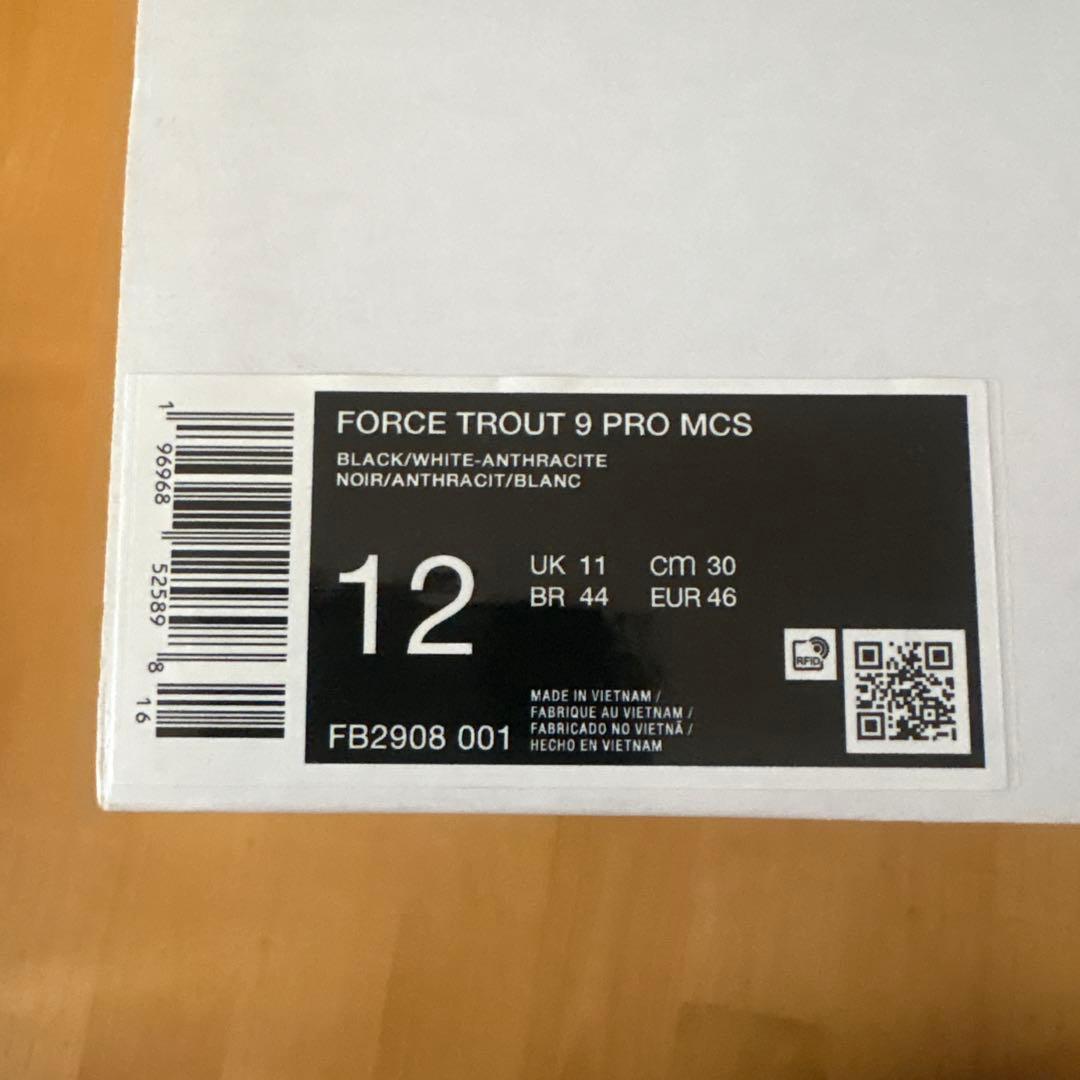 1 96968 52589 8 16
FORCE TROUT 9 PRO MCS
BLACK/WHITE-ANTHRACITE
NOIR/ANTHRACIT/BLANC
12
UK 11 CM 30
BR 44 EUR 46
RFID
FB2908 001
MADE IN VIETNAM /
FABRIQUE AU VIETNAM /
FABRICADO NO VIETNÃ /
HECHO EN VIETNAM